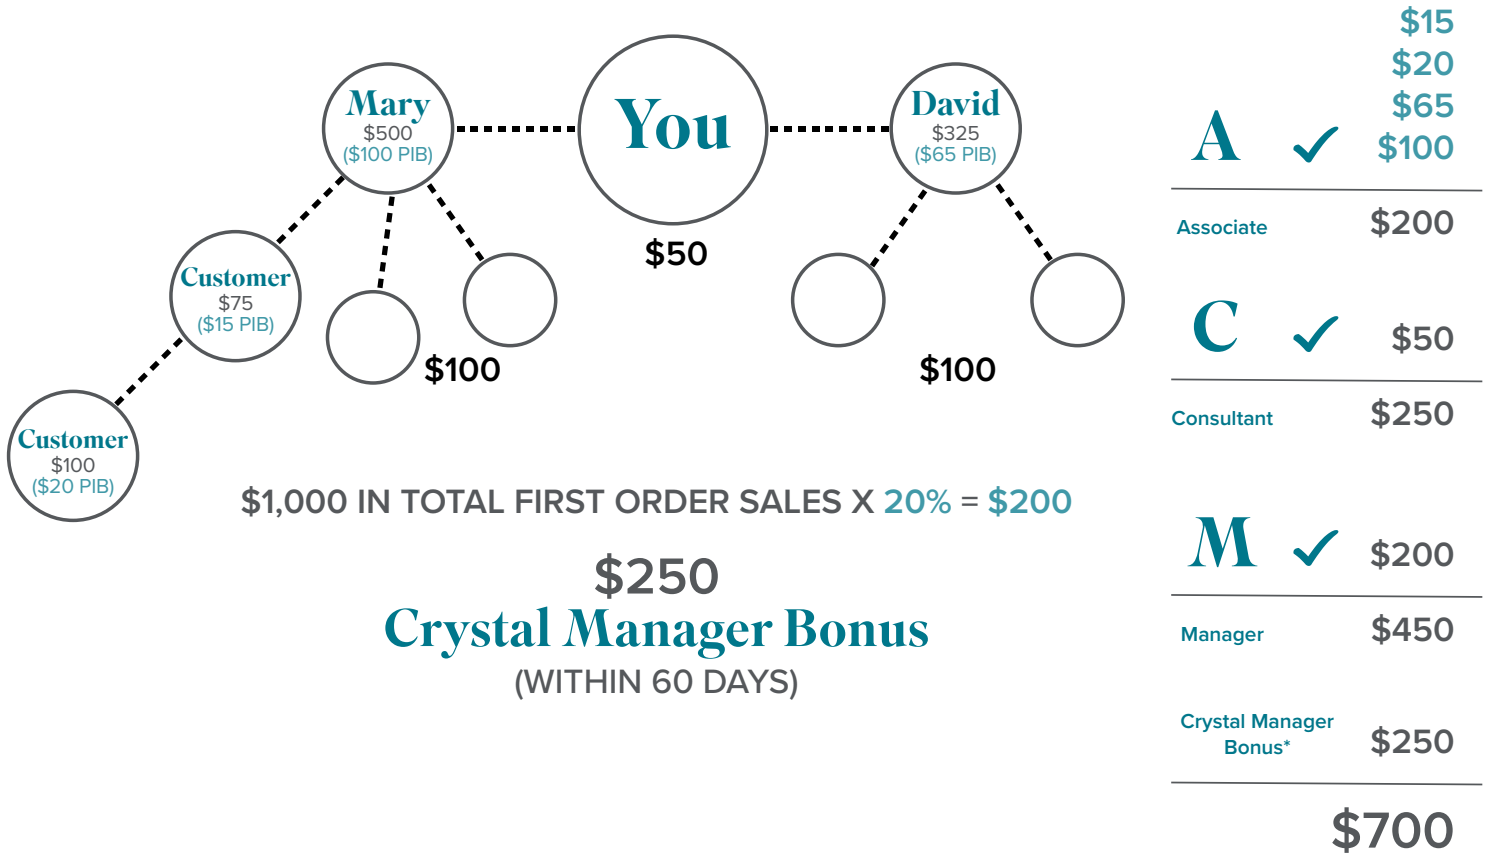 Mary
$500
($100 PIB)
You
$50
David
$325
($65 PIB)
Customer
$75
($15 PIB)
$100
$100
Customer
$100
($20 PIB)
$1,000 IN TOTAL FIRST ORDER SALES X 20% = $200
$250
Crystal Manager Bonus
(WITHIN 60 DAYS)
$15
$20
$65
A ✓ $100
Associate $200
C ✓ $50
Consultant $250
M ✓ $200
Manager $450
Crystal Manager
Bonus* $250
$700